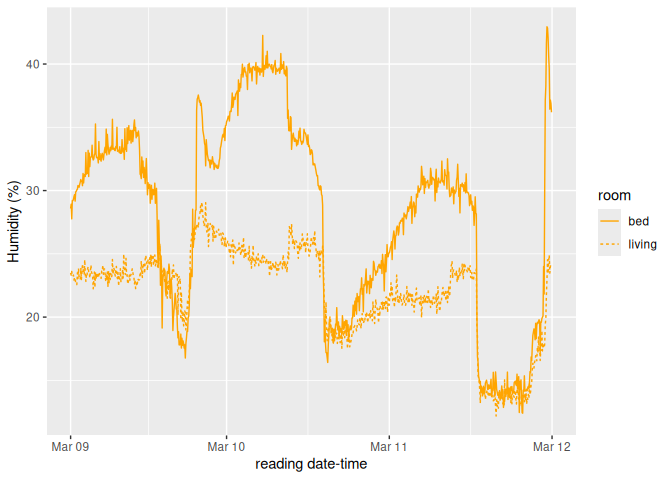 40
30
20
Humidity (%)
Mar 09
Mar 10
Mar 11
Mar 12
reading date-time
room
bed
living